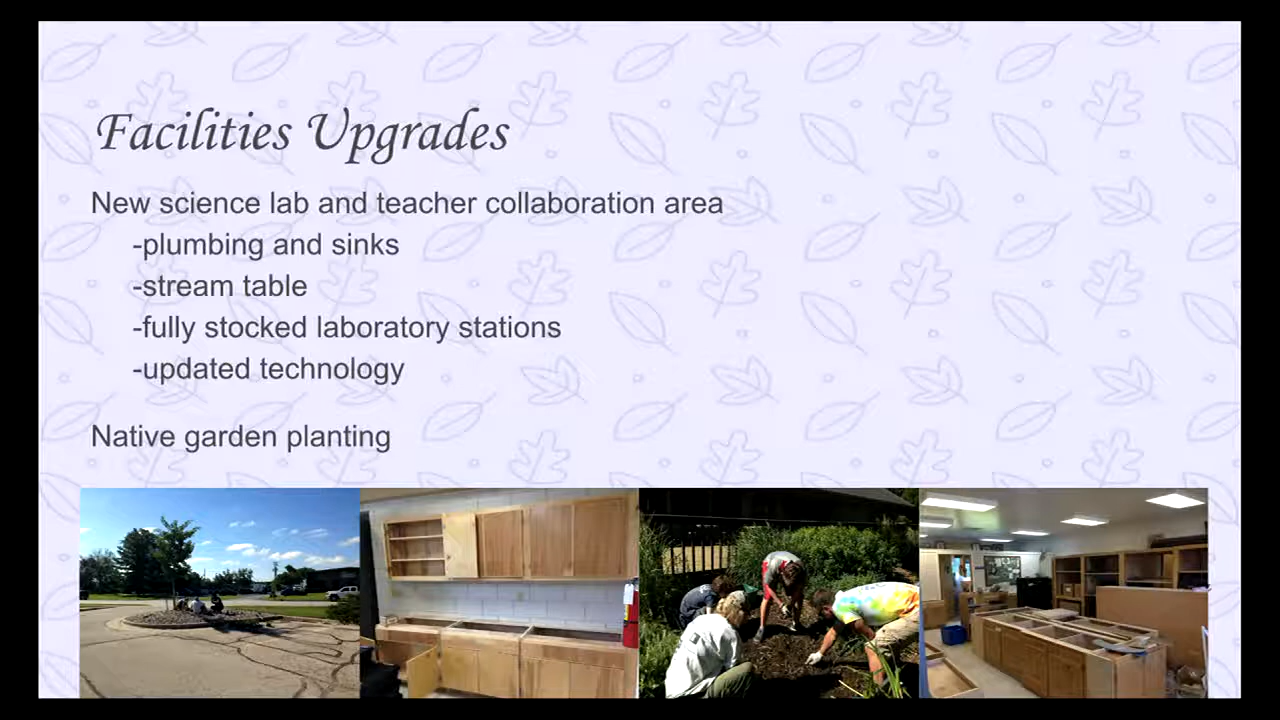 Facilities Upgrades
New science lab and teacher collaboration area
-plumbing and sinks
-stream table
-fully stocked laboratory stations
-updated technology
Native garden planting